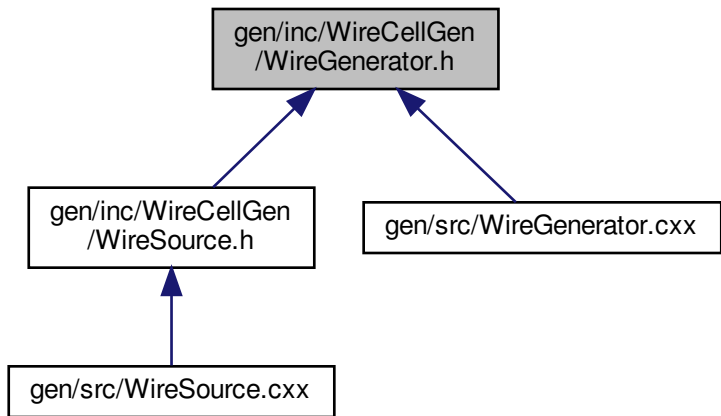 gen/inc/WireCellGen
/WireGenerator.h
gen/inc/WireCellGen
/WireSource.h
gen/src/WireGenerator.cxx
gen/src/WireSource.cxx